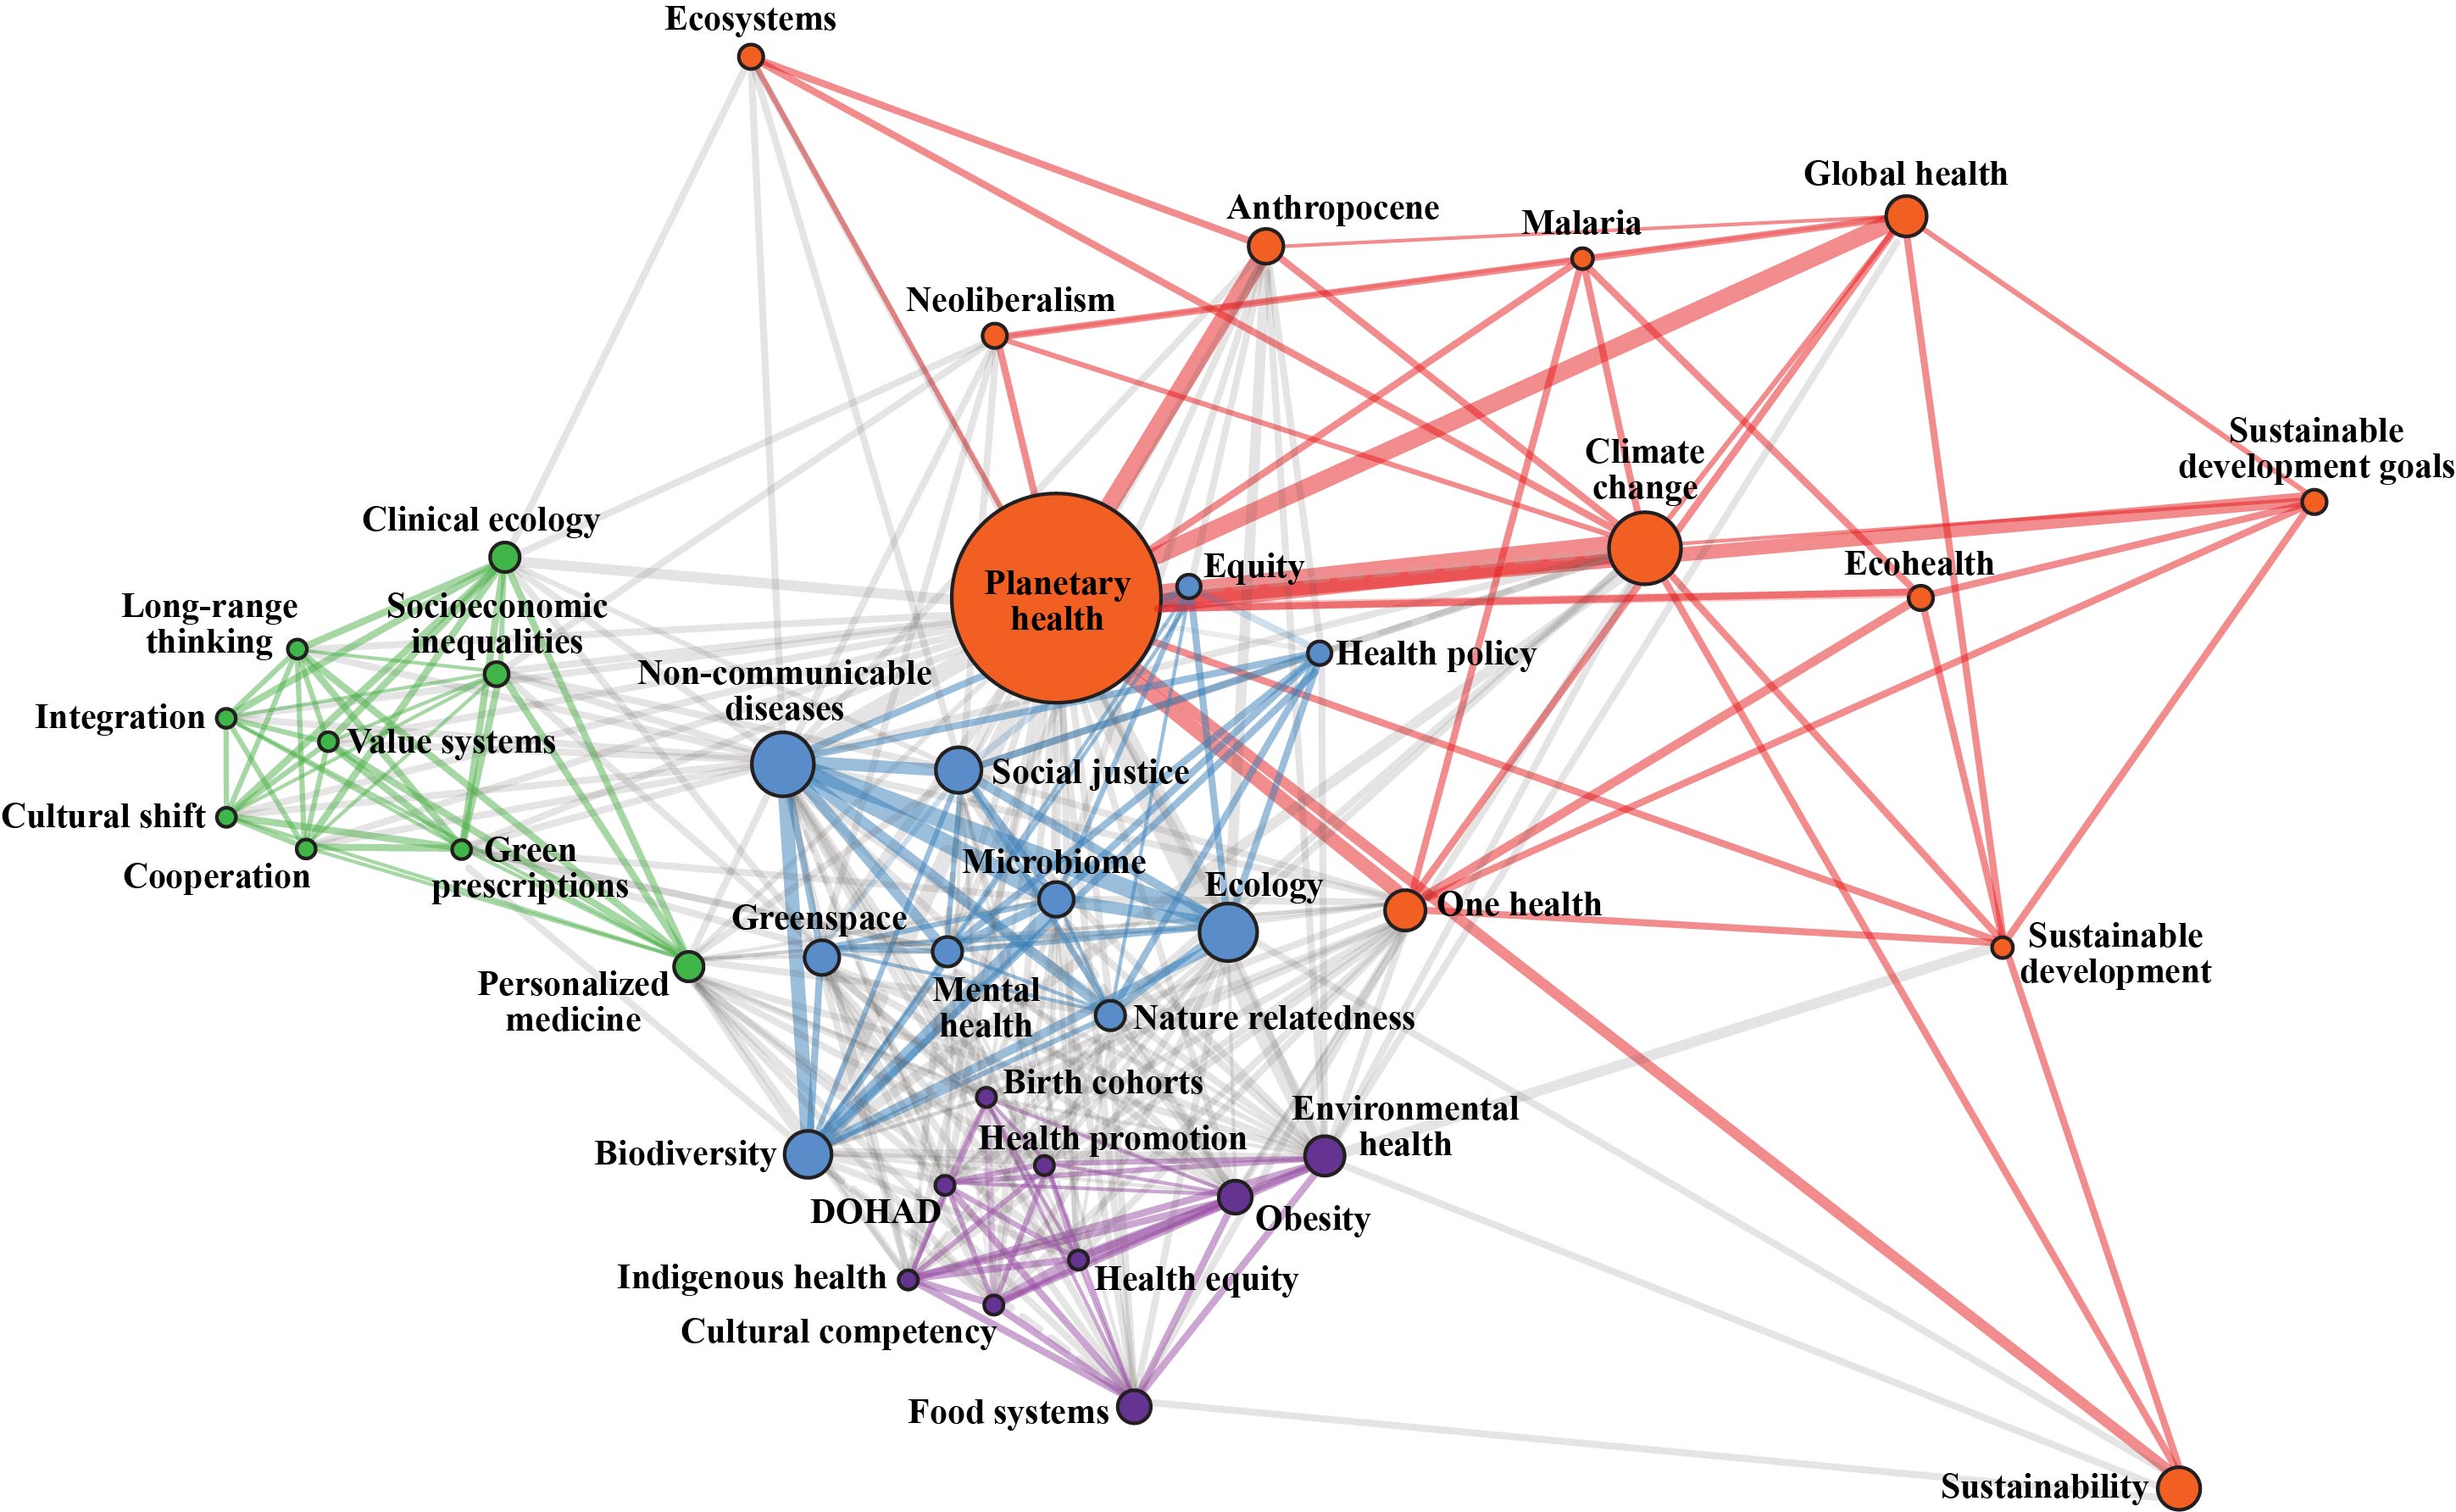 Ecosystems
Global health
Anthropocene
Malaria
Neoliberalism
Sustainable
development goals
Climate
change
Clinical ecology
Planetary
health
Equity
Ecohealth
Long-range
thinking
Socioeconomic
inequalities
Health policy
Non-communicable
diseases
Integration
Value systems
Social justice
Cultural shift
Green
prescriptions
Cooperation
Microbiome
Ecology
One health
Greenspace
Sustainable
development
Personalized
medicine
Mental
health
Nature relatedness
Birth cohorts
Environmental
health
Health promotion
Biodiversity
DOHAD
Obesity
Indigenous health
Health equity
Cultural competency
Food systems
Sustainability